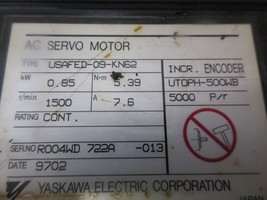 AC SERVO MOTOR
TYPE USAFED-09-KN62
kW 0.85 N-m 5.39
r/min 1500 A 7.6
RATING CONT.
INCR. ENCODER
UTOPH-500WB
5000 P/r
SER.NO R004WD 722A -013
DATE 9702
YASKAWA ELECTRIC CORPORATION
JAPAN